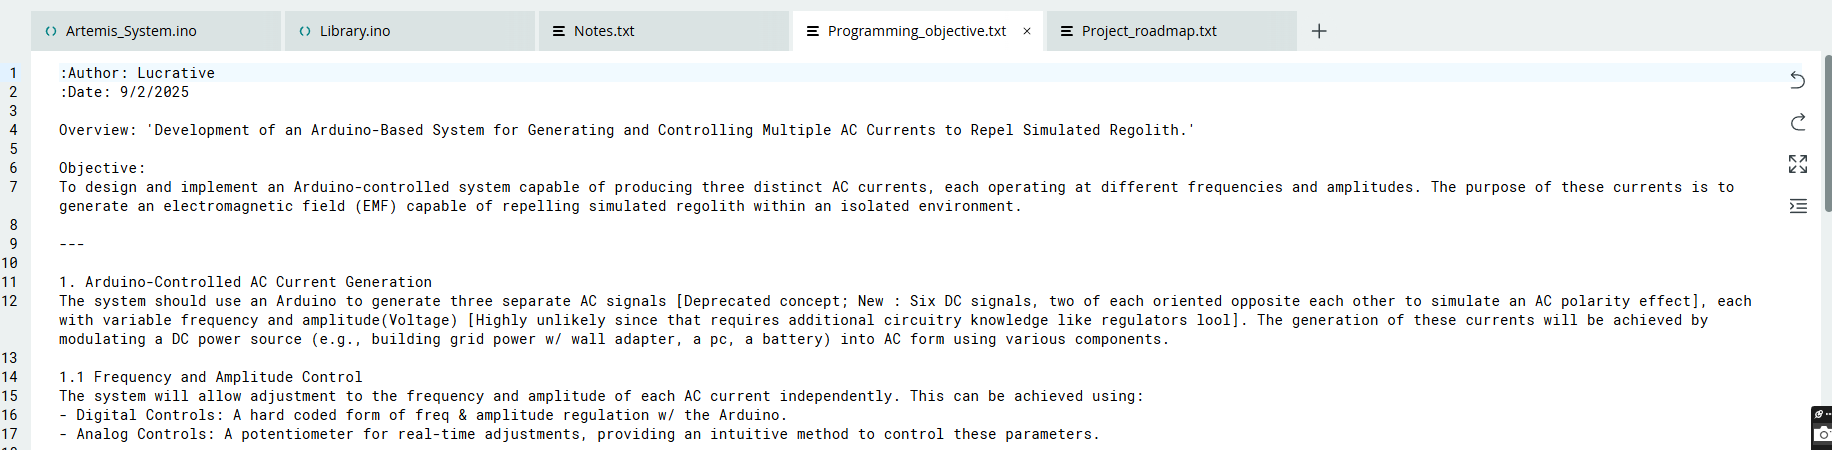 Artemis_System.ino
Library.ino
Notes.txt
Programming_objective.txt ×
Project_roadmap.txt
1 :Author: Lucrative
2 :Date: 9/2/2025
3
4 Overview: 'Development of an Arduino-Based System for Generating and Controlling Multiple AC Currents to Repel Simulated Regolith.'
5
6 Objective:
7 To design and implement an Arduino-controlled system capable of producing three distinct AC currents, each operating at different frequencies and amplitudes. The purpose of these currents is to
generate an electromagnetic field (EMF) capable of repelling simulated regolith within an isolated environment.
8
9 ---
10
11 1. Arduino-Controlled AC Current Generation
12 The system should use an Arduino to generate three separate AC signals [Deprecated concept; New : Six DC signals, two of each oriented opposite each other to simulate an AC polarity effect], each
with variable frequency and amplitude(Voltage) [Highly unlikely since that requires additional circuitry knowledge like regulators lool]. The generation of these currents will be achieved by
modulating a DC power source (e.g., building grid power w/ wall adapter, a pc, a battery) into AC form using various components.
13
14 1.1 Frequency and Amplitude Control
15 The system will allow adjustment to the frequency and amplitude of each AC current independently. This can be achieved using:
16 - Digital Controls: A hard coded form of freq & amplitude regulation w/ the Arduino.
17 - Analog Controls: A potentiometer for real-time adjustments, providing an intuitive method to control these parameters.